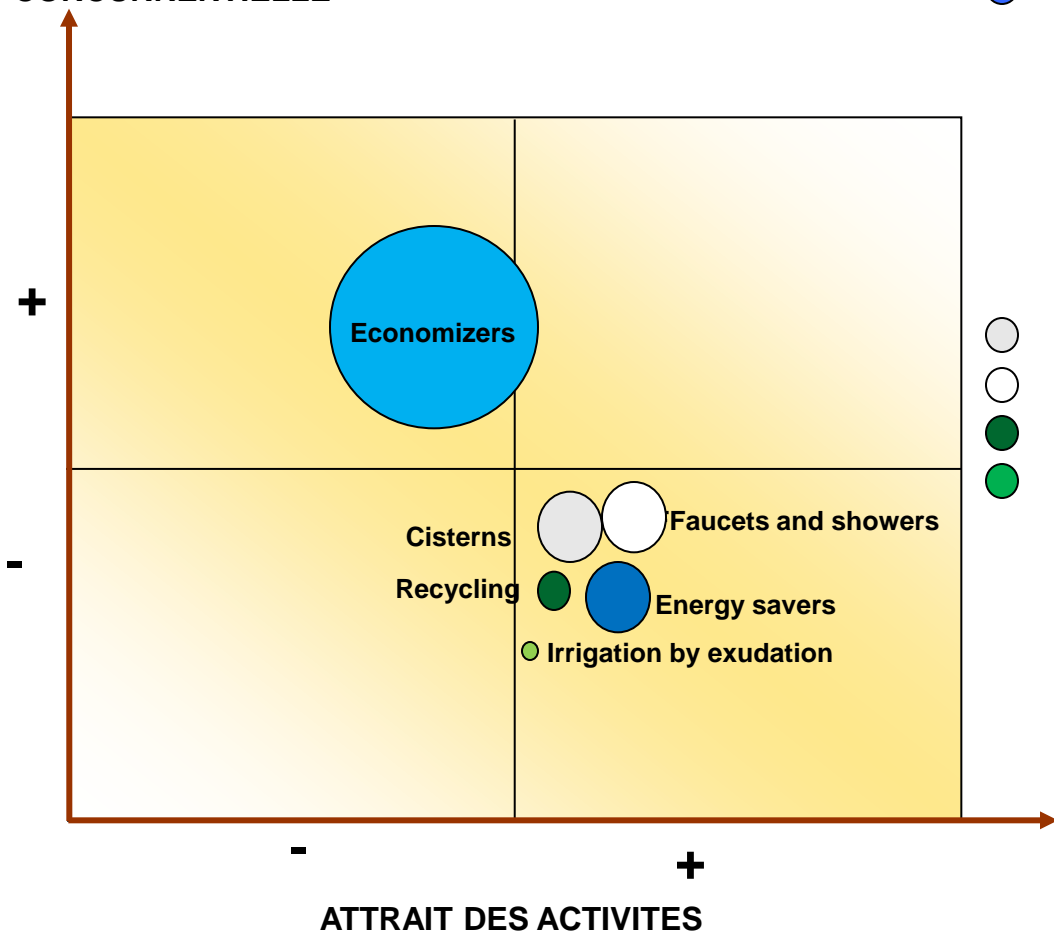 +
Economizers
Faucets and showers
Cisterns
-
Recycling
Energy savers
Irrigation by exudation
-
+
ATTRAIT DES ACTIVITES